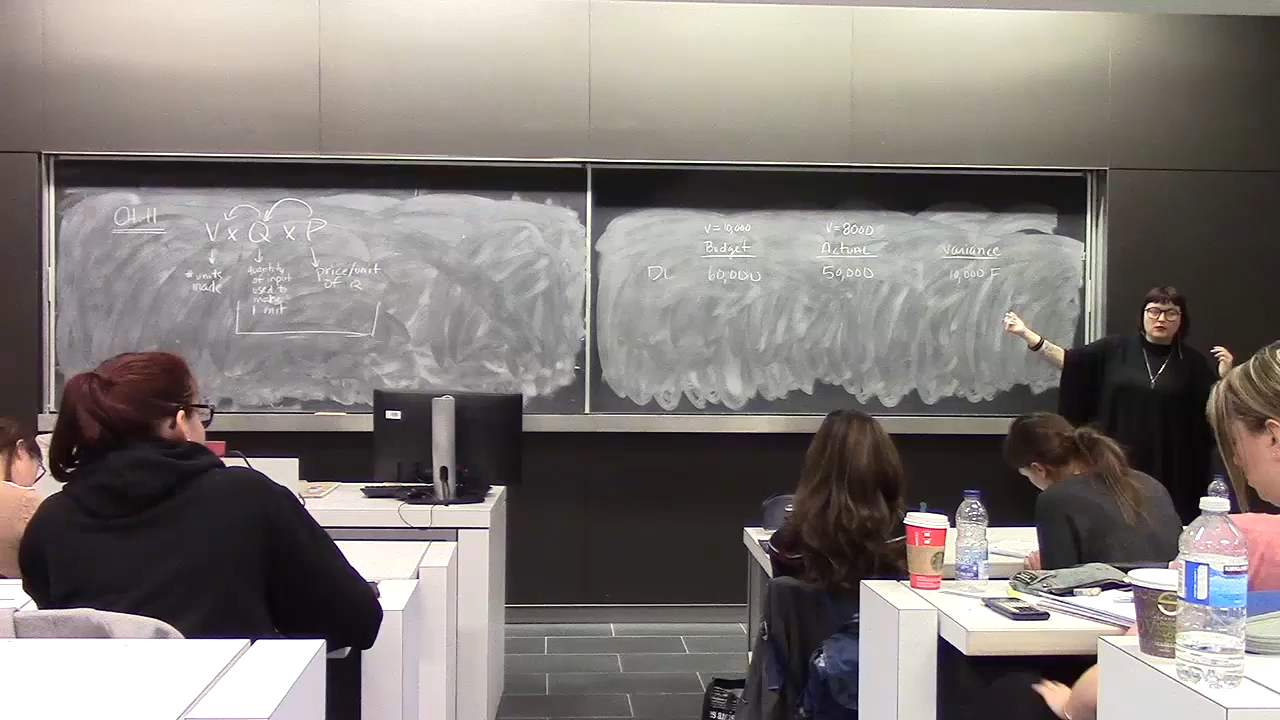 Q1-11
V x Q x P
# units
made
quantity
of input
used to
make
1 unit
price/unit
of Q
V = 10,000 V = 8000
Budget Actual Variance
DL 60,000 50,000 10,000 F